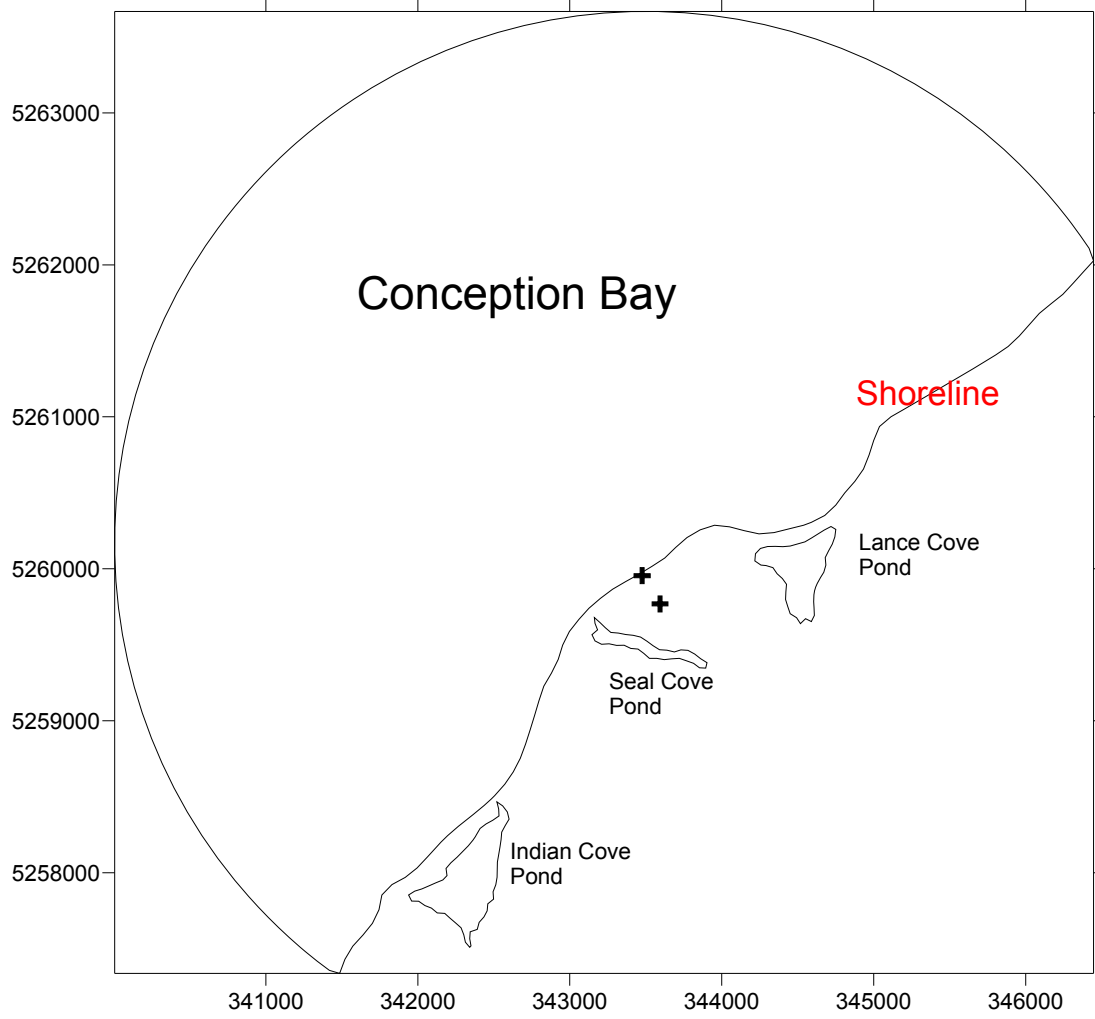 5263000
5262000
Conception Bay
Shoreline
5261000
Lance Cove
Pond
5260000
Seal Cove
Pond
5259000
Indian Cove
Pond
5258000
341000 342000 343000 344000 345000 346000